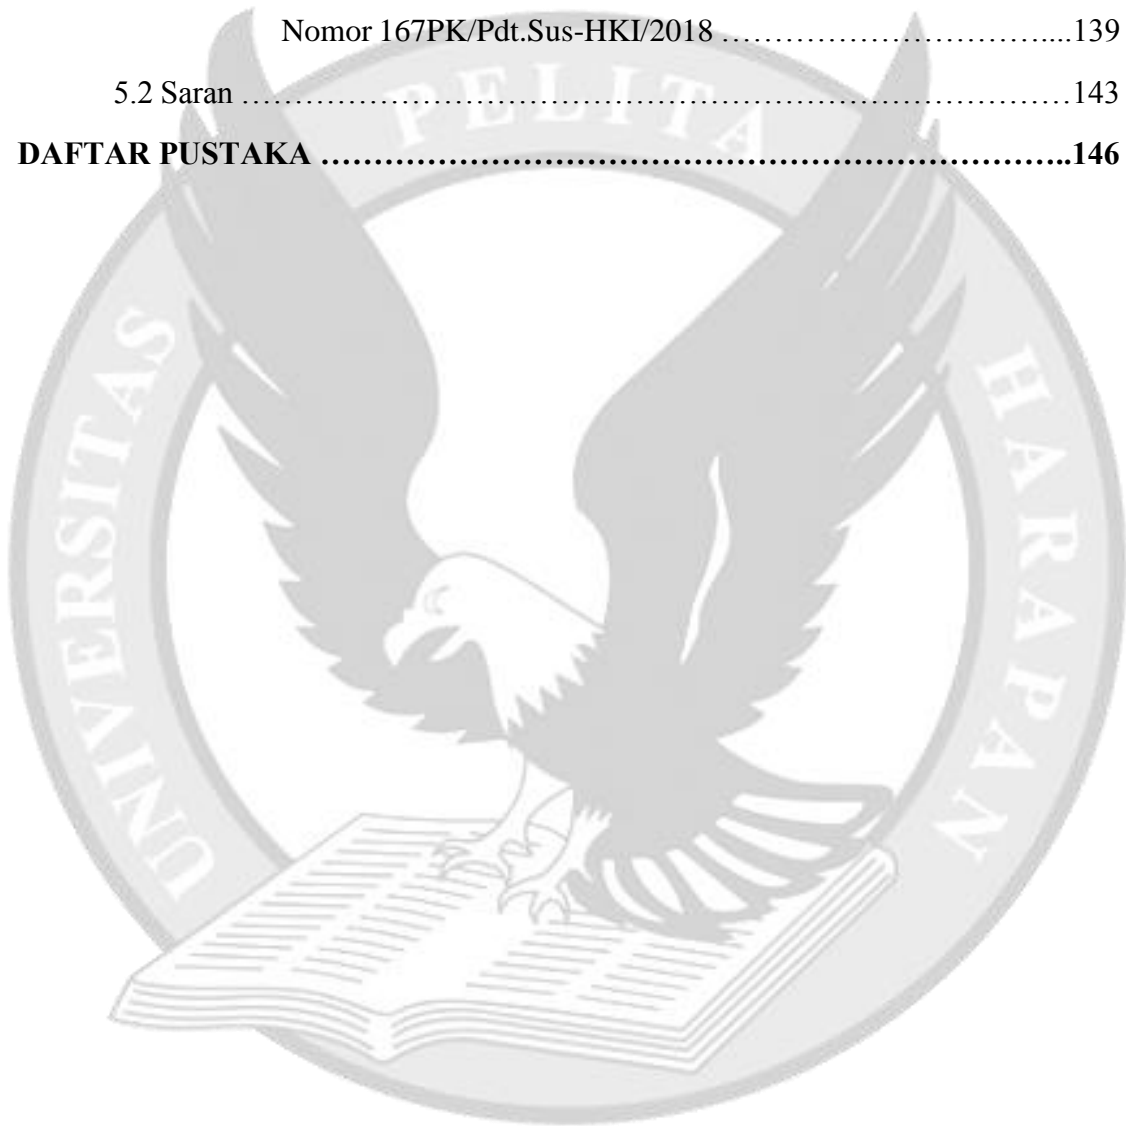 Nomor 167PK/Pdt.Sus-HKI/2018 …………………………....139
5.2 Saran ……………………………………………………………………143
DAFTAR PUSTAKA ……………………………………………………………..146
UNIVERSITAS PELITA HARAPAN